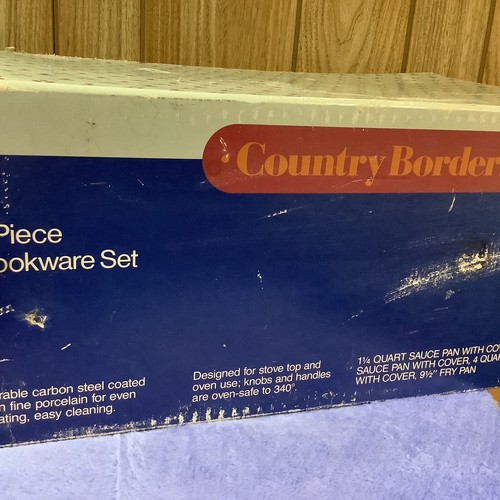 Country Border
Piece
ookware Set
rable carbon steel coated
n fine porcelain for even
ating, easy cleaning.
Designed for stove top and
oven use; knobs and handles
are oven-safe to 340°.
1¼ QUART SAUCE PAN WITH CO
SAUCE PAN WITH COVER, 4 QUA
WITH COVER, 9½" FRY PAN